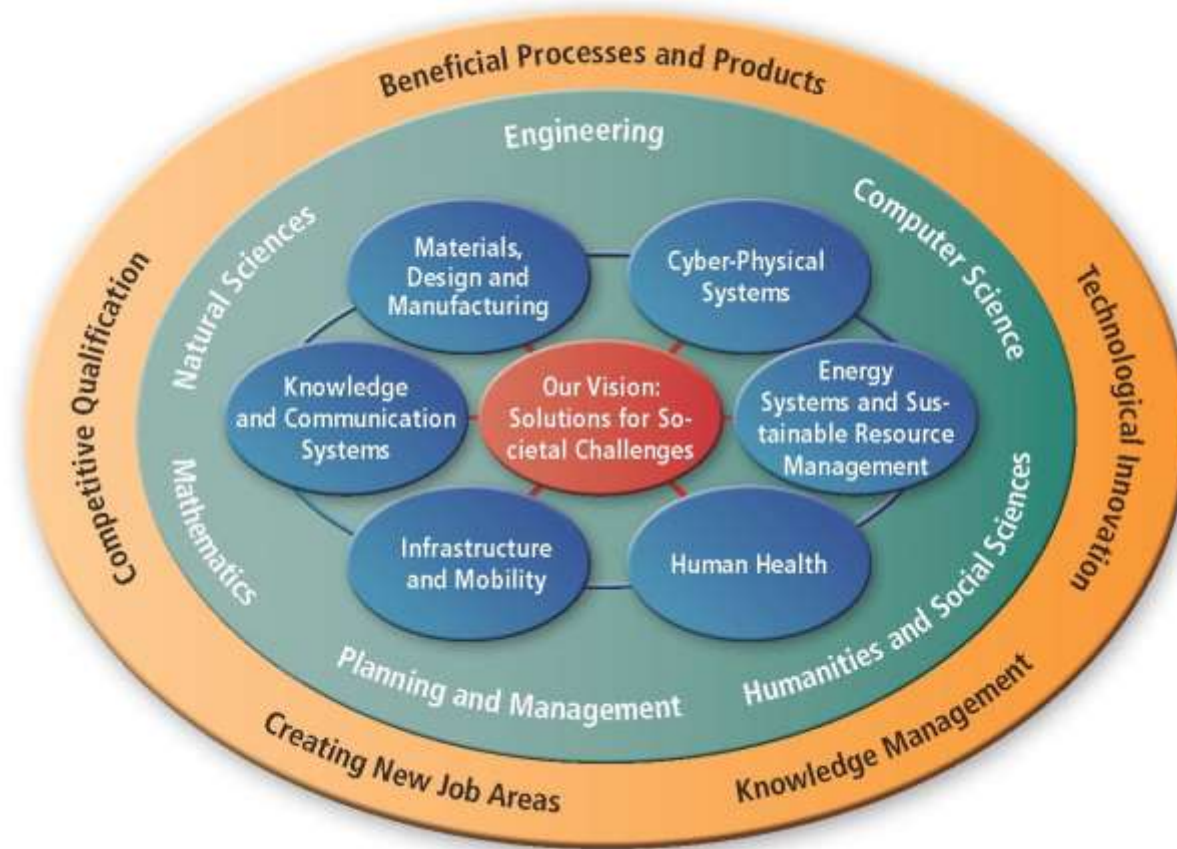 Beneficial Processes and Products
Engineering
Natural Sciences
Computer Science
Competitive Qualification
Technological Innovation
Materials,
Design and
Manufacturing
Cyber-Physical
Systems
Knowledge
and Communication
Systems
Our Vision:
Solutions for So-
cietal Challenges
Energy
Systems and Sus-
tainable Resource
Management
Mathematics
Infrastructure
and Mobility
Human Health
Humanities and Social Sciences
Planning and Management
Creating New Job Areas
Knowledge Management